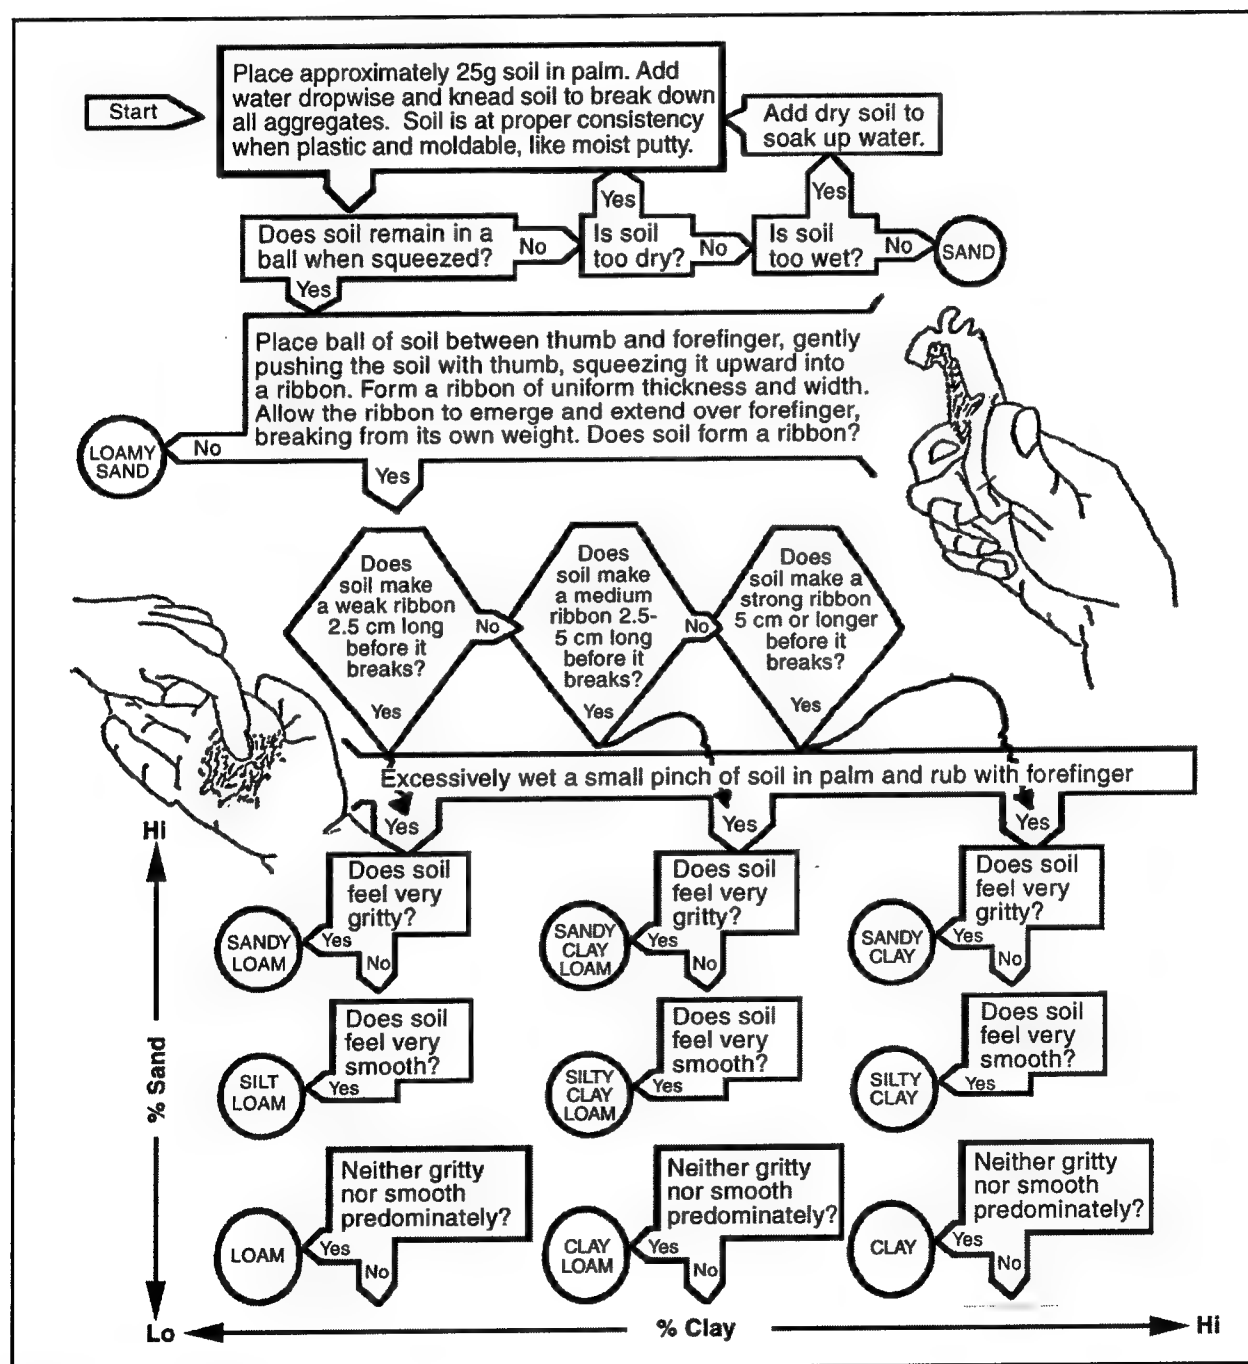 Start
Place approximately 25g soil in palm. Add
water dropwise and knead soil to break down
all aggregates. Soil is at proper consistency
when plastic and moldable, like moist putty.
Add dry soil to
soak up water.
Yes
Yes
Does soil remain in a
ball when squeezed?
No
Is soil
too dry?
No
Is soil
too wet?
No
SAND
Yes
Place ball of soil between thumb and forefinger, gently
pushing the soil with thumb, squeezing it upward into
a ribbon. Form a ribbon of uniform thickness and width.
Allow the ribbon to emerge and extend over forefinger,
breaking from its own weight. Does soil form a ribbon?
LOAMY
SAND
No
Yes
Does
soil make
a weak ribbon
2.5 cm long
before it
breaks?
Yes
No
Does
soil make
a medium
ribbon 2.5-
5 cm long
before it
breaks?
Yes
No
Does
soil make a
strong ribbon
5 cm or longer
before it
breaks?
Yes
Excessively wet a small pinch of soil in palm and rub with forefinger
Yes
Yes
Yes
Hi
% Sand
Lo
Does soil
feel very
gritty?
Yes
SANDY
LOAM
No
Does soil
feel very
gritty?
Yes
SANDY
CLAY
LOAM
No
Does soil
feel very
gritty?
Yes
SANDY
CLAY
No
Does soil
feel very
smooth?
Yes
SILT
LOAM
Does soil
feel very
smooth?
Yes
SILTY
CLAY
LOAM
Does soil
feel very
smooth?
Yes
SILTY
CLAY
Neither gritty
nor smooth
predominately?
Yes
LOAM
No
Neither gritty
nor smooth
predominately?
Yes
CLAY
LOAM
No
Neither gritty
nor smooth
predominately?
Yes
CLAY
No
% Clay
Hi